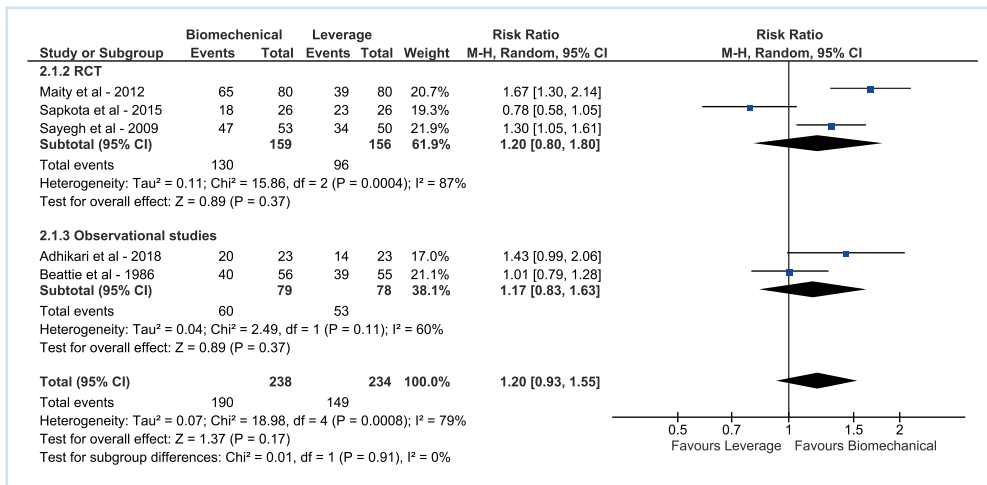 Biomechenical Leverage Risk Ratio Risk Ratio
Study or Subgroup Events Total Events Total Weight M-H, Random, 95% CI M-H, Random, 95% CI
2.1.2 RCT
Maity et al - 2012 65 80 39 80 20.7% 1.67 [1.30, 2.14]
Sapkota et al - 2015 18 26 23 26 19.3% 0.78 [0.58, 1.05]
Sayegh et al - 2009 47 53 34 50 21.9% 1.30 [1.05, 1.61]
Subtotal (95% CI) 159 156 61.9% 1.20 [0.80, 1.80]
Total events 130 96
Heterogeneity: Tau² = 0.11; Chi² = 15.86, df = 2 (P = 0.0004); I² = 87%
Test for overall effect: Z = 0.89 (P = 0.37)
2.1.3 Observational studies
Adhikari et al - 2018 20 23 14 23 17.0% 1.43 [0.99, 2.06]
Beattie et al - 1986 40 56 39 55 21.1% 1.01 [0.79, 1.28]
Subtotal (95% CI) 79 78 38.1% 1.17 [0.83, 1.63]
Total events 60 53
Heterogeneity: Tau² = 0.04; Chi² = 2.49, df = 1 (P = 0.11); I² = 60%
Test for overall effect: Z = 0.89 (P = 0.37)
Total (95% CI) 238 234 100.0% 1.20 [0.93, 1.55]
Total events 190 149
Heterogeneity: Tau² = 0.07; Chi² = 18.98, df = 4 (P = 0.0008); I² = 79%
Test for overall effect: Z = 1.37 (P = 0.17)
Test for subgroup differences: Chi² = 0.01, df = 1 (P = 0.91), I² = 0%
0.5 0.7 1 1.5 2
Favours Leverage Favours Biomechanical